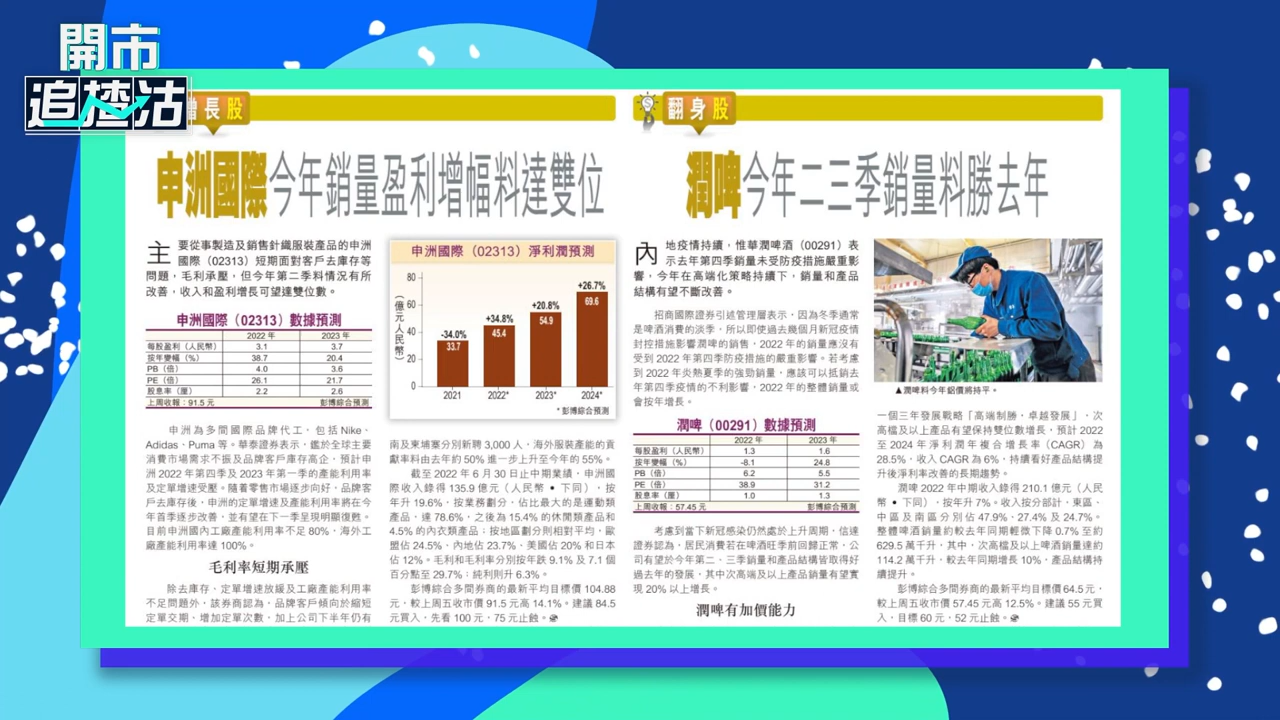 開市
追揸沽
增長股
申洲國際今年銷量盈利增幅料達雙位
主要從事製造及銷售針織服裝產品的申洲
國際（02313）短期面對客戶去庫存等
問題，毛利承壓，但今年第二季料情況有所
改善，收入和盈利增長可望達雙位數。
申洲國際（02313）數據預測
2022年 2023年
每股盈利（人民幣） 3.1 3.7
按年變幅（%） 38.7 20.4
PB（倍） 4.0 3.6
PE（倍） 26.1 21.7
股息率（厘） 2.2 2.6
上周收報：91.5元 彭博綜合預測
申洲為多間國際品牌代工，包括Nike、
Adidas、Puma等。華泰證券表示，鑑於全球主要
消費市場需求不振及品牌客戶庫存高企，預計申
洲2022年第四季及2023年第一季的產能利用率
及定單增速受壓。隨着零售市場逐步向好，品牌客
戶去庫存後，申洲的定單增速及產能利用率將在今
年首季逐步改善，並有望在下一季呈現明顯復甦。
目前申洲國內工廠產能利用率不足80%，海外工
廠產能利用率達100%。
毛利率短期承壓
除去庫存、定單增速放緩及工廠產能利用率
不足問題外，該券商認為，品牌客戶傾向於縮短
定單交期、增加定單次數，加上公司下半年仍有
申洲國際（02313）淨利潤預測
（億元人民幣）
80
60
40
20
0
-34.0%
33.7
+34.8%
45.4
+20.8%
54.9
+26.7%
69.6
2021 2022* 2023* 2024*
*彭博綜合預測
南及柬埔寨分別新聘3,000人，海外服裝產能的貢
獻率料由去年約50%進一步上升至今年的55%。
截至2022年6月30日止中期業績，申洲國
際收入錄得135.9億元（人民幣•下同），按
年升19.6%，按業務劃分，佔比最大的是運動類
產品，達78.6%，之後為15.4%的休閒類產品和
4.5%的內衣類產品；按地區劃分則相對平均，歐
盟佔24.5%，內地佔23.7%，美國佔20%和日本
佔12%。毛利和毛利率分別按年跌9.1%及7.1個
百分點至29.7%；純利則升6.3%。
彭博綜合多間券商的最新平均目標價104.88
元，較上周五收市價91.5元高14.1%。建議84.5
元買入，先看100元，75元止蝕。
翻身股
潤啤今年二三季銷量料勝去年
內地疫情持續，惟華潤啤酒（00291）表
示去年第四季銷量未受防疫措施嚴重影
響，今年在高端化策略持續下，銷量和產品
結構有望不斷改善。
招商國際證券引述管理層表示，因為冬季通常
是啤酒消費的淡季，所以即使過去幾個月新冠疫情
封控措施影響潤啤的銷售，2022年的銷量應沒有
受到2022年第四季防疫措施的嚴重影響。若考慮
到2022年炎熱夏季的強勁銷量，應該可以抵銷去
年第四季疫情的不利影響，2022年的整體銷量或
會按年增長。
潤啤（00291）數據預測
2022年 2023年
每股盈利（人民幣） 1.3 1.6
按年變幅（%） -8.1 24.8
PB（倍） 6.2 5.5
PE（倍） 38.9 31.2
股息率（厘） 1.0 1.3
上周收報：57.45元 彭博綜合預測
考慮到當下新冠感染仍然處於上升周期，信達
證券認為，居民消費若在啤酒旺季前回歸正常，公
司有望於今年第二、三季銷量和產品結構皆取得好
過去年的發展，其中次高端及以上產品銷量有望實
現20%以上增長。
潤啤有加價能力
▲潤啤料今年鋁價將持平。
一個三年發展戰略「高端制勝，卓越發展」，次
高檔及以上產品有望保持雙位數增長，預計2022
至2024年淨利潤年複合增長率（CAGR）為
28.5%，收入CAGR為6%，持續看好產品結構提
升後淨利率改善的長期趨勢。
潤啤2022年中期收入錄得210.1億元（人民
幣•下同），按年升7%。收入按分部計，東區、
中區及南區分別佔47.9%、27.4%及24.7%。
整體啤酒銷量約較去年同期輕微下降0.7%至約
629.5萬千升，其中，次高檔及以上啤酒銷量達約
114.2萬千升，較去年同期增長10%，產品結構持
續提升。
彭博綜合多間券商的最新平均目標價64.5元，
較上周五收市價57.45元高12.5%。建議55元買
入，目標60元，52元止蝕。